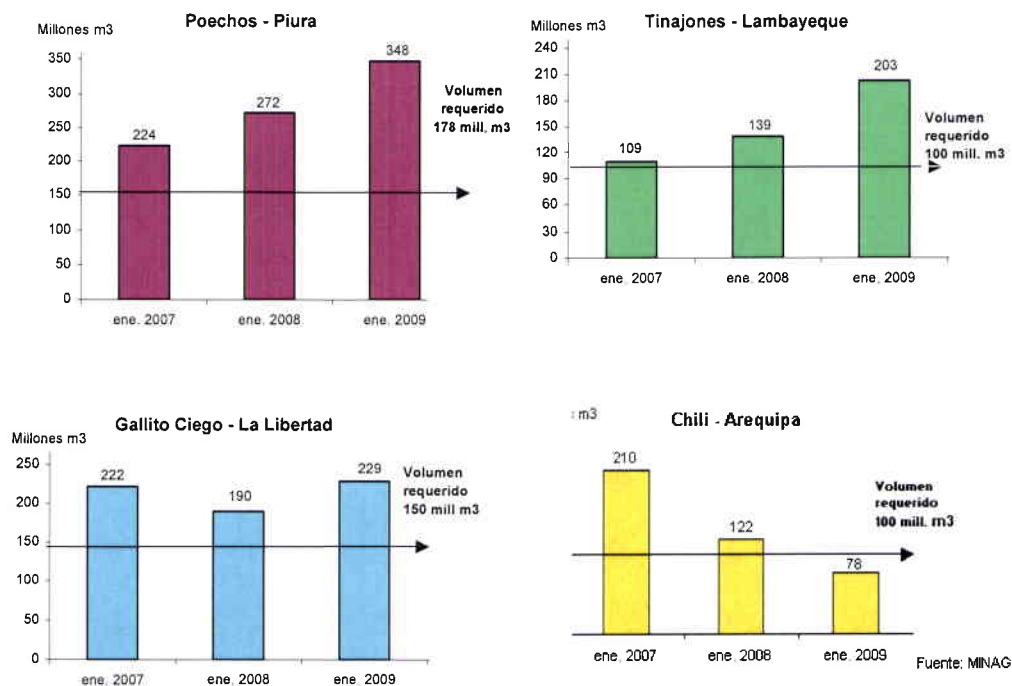 Poechos - Piura
Millones m3
350
300
250
200
150
100
50
0
224
272
348
Volumen
requerido
178 mill. m3
ene. 2007
ene. 2008
ene. 2009
Tinajones - Lambayeque
Millones m3
240
210
180
150
120
90
60
30
0
109
139
203
Volumen
requerido
100 mill. m3
ene. 2007
ene. 2008
ene. 2009
Gallito Ciego - La Libertad
Millones m3
250
200
150
100
50
0
222
190
229
Volumen
requerido
150 mill m3
ene. 2007
ene. 2008
ene. 2009
Chili - Arequipa
m3
210
122
78
Volumen
requerido
100 mill. m3
ene. 2007
ene. 2008
ene. 2009
Fuente: MINAG